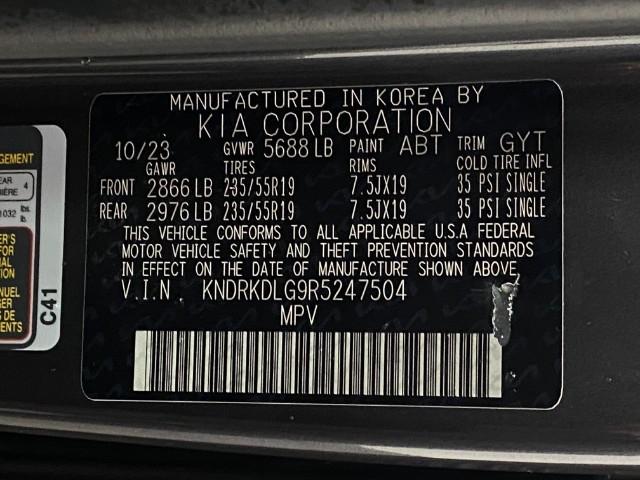 MANUFACTURED IN KOREA BY
KIA CORPORATION
10/23 GVWR 5688 LB PAINT ABT TRIM GYT
GAWR TIRES RIMS COLD TIRE INFL
FRONT 2866 LB 235/55R19 7.5JX19 35 PSI SINGLE
REAR 2976 LB 235/55R19 7.5JX19 35 PSI SINGLE
THIS VEHICLE CONFORMS TO ALL APPLICABLE U.S.A FEDERAL
MOTOR VEHICLE SAFETY AND THEFT PREVENTION STANDARDS
IN EFFECT ON THE DATE OF MANUFACTURE SHOWN ABOVE.
V.I.N. KNDRKDLG9R5247504
MPV
4
1032
lbs.
C41